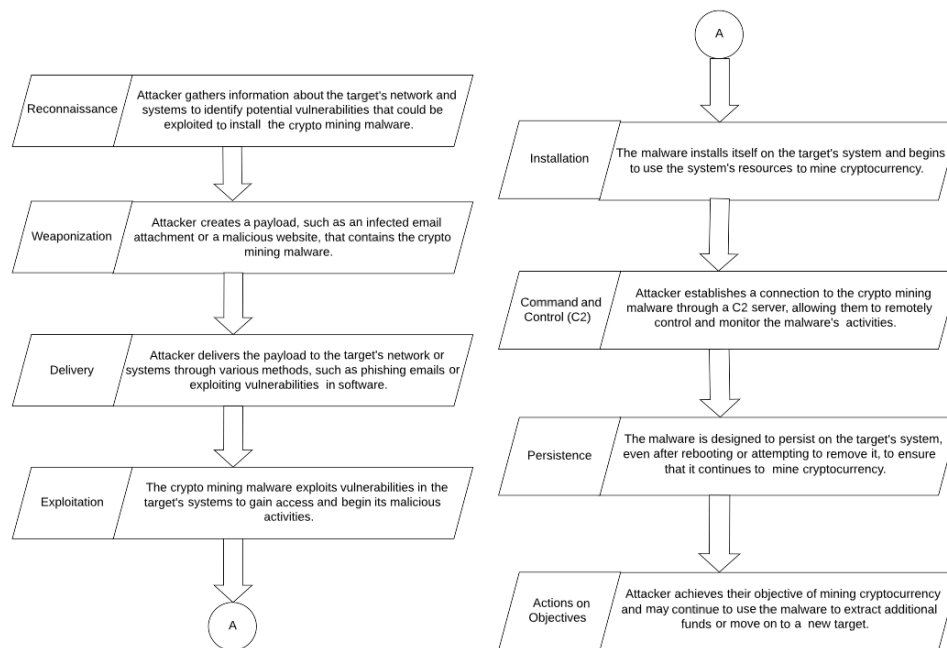 Reconnaissance
Attacker gathers information about the target's network and
systems to identify potential vulnerabilities that could be
exploited to install the crypto mining malware.
Weaponization
Attacker creates a payload, such as an infected email
attachment or a malicious website, that contains the crypto
mining malware.
Delivery
Attacker delivers the payload to the target's network or
systems through various methods, such as phishing emails or
exploiting vulnerabilities in software.
Exploitation
The crypto mining malware exploits vulnerabilities in the
target's systems to gain access and begin its malicious
activities.
A
A
Installation
The malware installs itself on the target's system and begins
to use the system's resources to mine cryptocurrency.
Command and
Control (C2)
Attacker establishes a connection to the crypto mining
malware through a C2 server, allowing them to remotely
control and monitor the malware's activities.
Persistence
The malware is designed to persist on the target's system,
even after rebooting or attempting to remove it, to ensure
that it continues to mine cryptocurrency.
Actions on
Objectives
Attacker achieves their objective of mining cryptocurrency
and may continue to use the malware to extract additional
funds or move on to a new target.